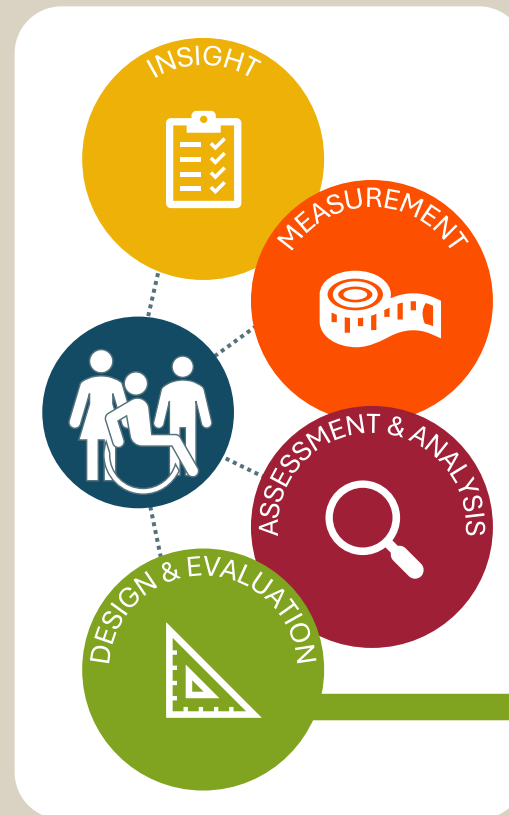 INSIGHT
MEASUREMENT
ASSESSMENT & ANALYSIS
DESIGN & EVALUATION